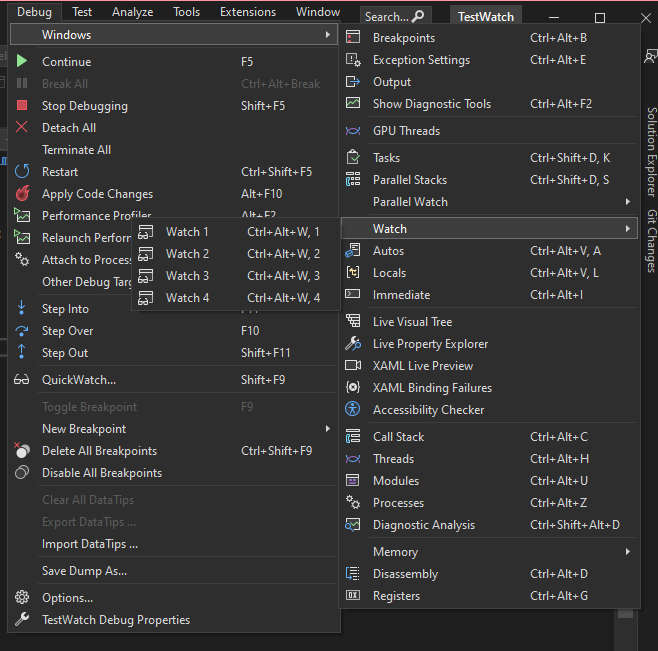 Debug Test Analyze Tools Extensions Window Search... TestWatch
Windows
Continue F5
Break All Ctrl+Alt+Break
Stop Debugging Shift+F5
Detach All
Terminate All
Restart Ctrl+Shift+F5
Apply Code Changes Alt+F10
Performance Profiler Alt+F2
Relaunch Perforr
Attach to Proces
Other Debug Targ
Step Into
Step Over F10
Step Out Shift+F11
QuickWatch... Shift+F9
Toggle Breakpoint F9
New Breakpoint
Delete All Breakpoints Ctrl+Shift+F9
Disable All Breakpoints
Clear All DataTips
Export DataTips ...
Import DataTips ...
Save Dump As...
Options...
TestWatch Debug Properties
Watch 1 Ctrl+Alt+W, 1
Watch 2 Ctrl+Alt+W, 2
Watch 3 Ctrl+Alt+W, 3
Watch 4 Ctrl+Alt+W, 4
Breakpoints Ctrl+Alt+B
Exception Settings Ctrl+Alt+E
Output
Show Diagnostic Tools Ctrl+Alt+F2
GPU Threads
Tasks Ctrl+Shift+D, K
Parallel Stacks Ctrl+Shift+D, S
Parallel Watch
Watch
Autos Ctrl+Alt+V, A
Locals Ctrl+Alt+V, L
Immediate Ctrl+Alt+I
Live Visual Tree
Live Property Explorer
XAML Live Preview
XAML Binding Failures
Accessibility Checker
Call Stack Ctrl+Alt+C
Threads Ctrl+Alt+H
Modules Ctrl+Alt+U
Processes Ctrl+Alt+Z
Diagnostic Analysis Ctrl+Shift+Alt+D
Memory
Disassembly Ctrl+Alt+D
Registers Ctrl+Alt+G
Solution Explorer
Git Changes